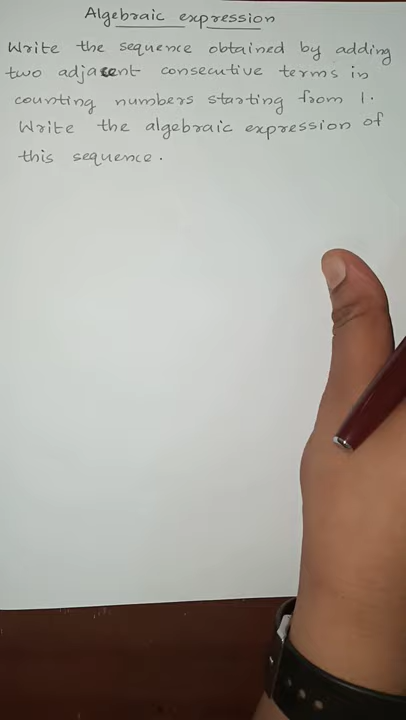 Algebraic expression
Write the sequence obtained by adding
two adjacent consecutive terms in
counting numbers starting from 1.
Write the algebraic expression of
this sequence.